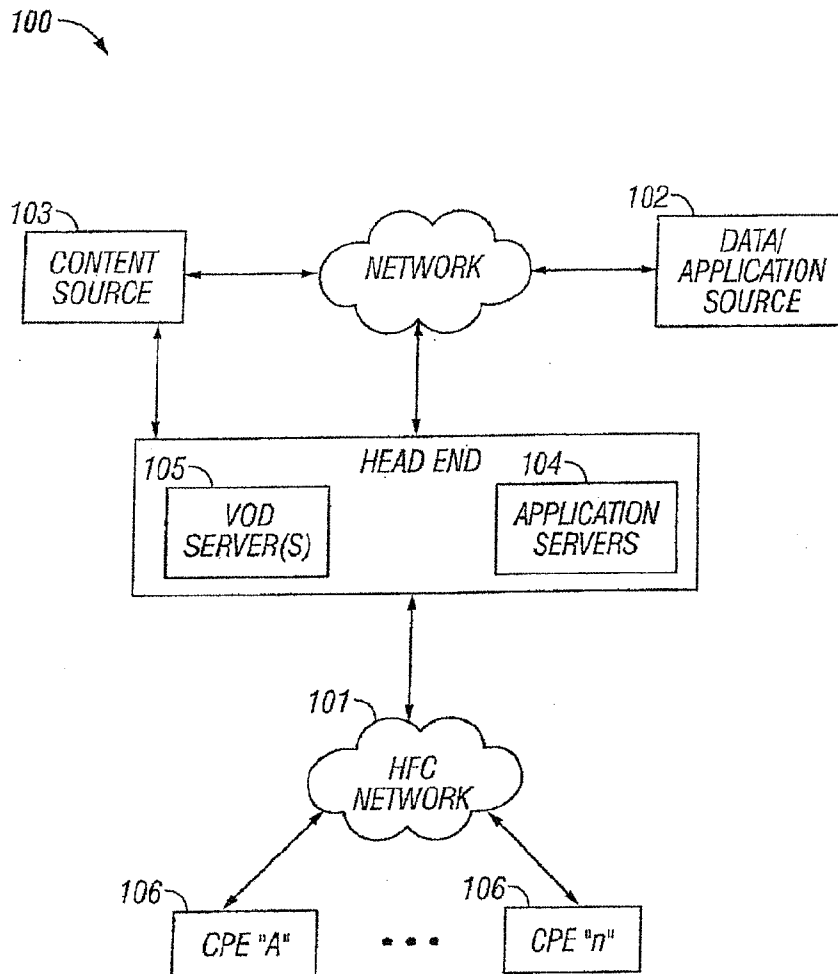 100
103
CONTENT
SOURCE
NETWORK
102
DATA/
APPLICATION
SOURCE
HEAD END
105
VOD
SERVER(S)
104
APPLICATION
SERVERS
101
HFC
NETWORK
106
CPE "A"
• • •
106
CPE "n"